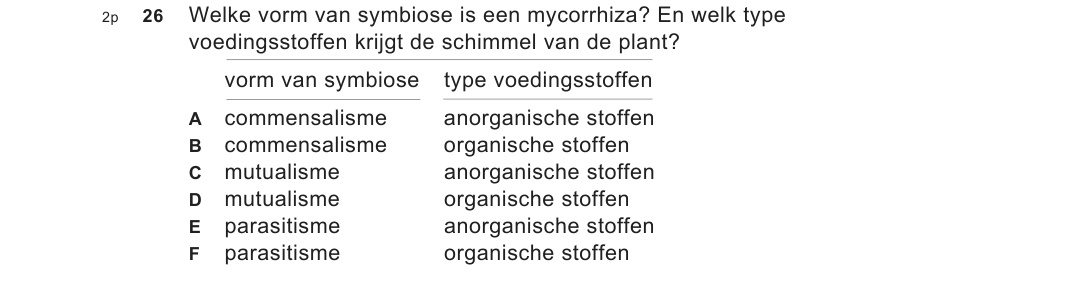 2p 26 Welke vorm van symbiose is een mycorrhiza? En welk type
voedingsstoffen krijgt de schimmel van de plant?
vorm van symbiose type voedingsstoffen
A commensalisme anorganische stoffen
B commensalisme organische stoffen
C mutualisme anorganische stoffen
D mutualisme organische stoffen
E parasitisme anorganische stoffen
F parasitisme organische stoffen